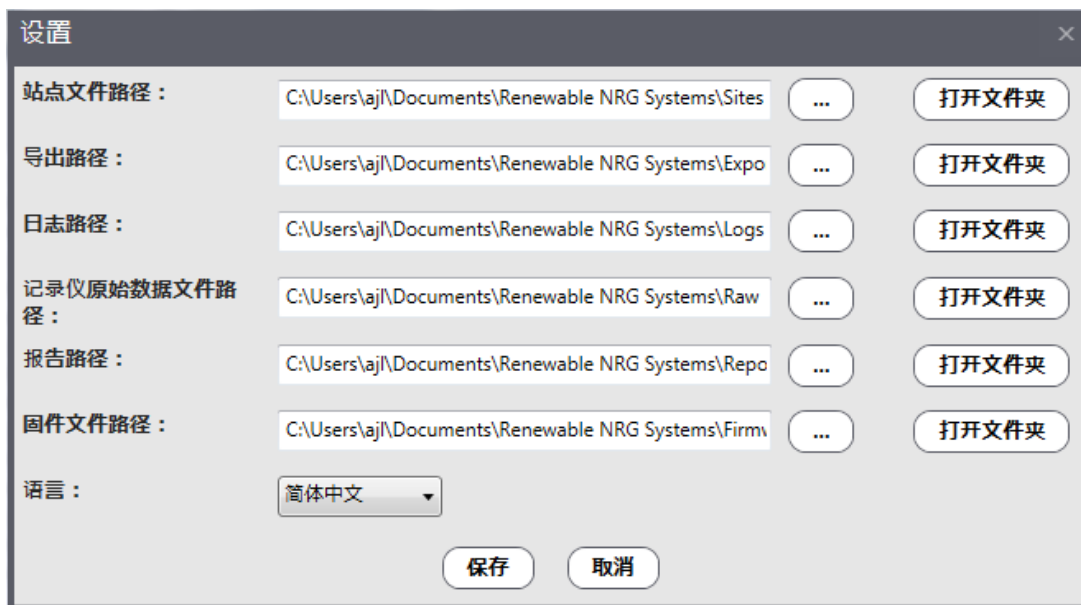 设置
站点文件路径： C:\Users\ajl\Documents\Renewable NRG Systems\Sites ... 打开文件夹
导出路径： C:\Users\ajl\Documents\Renewable NRG Systems\Expo ... 打开文件夹
日志路径： C:\Users\ajl\Documents\Renewable NRG Systems\Logs ... 打开文件夹
记录仪原始数据文件路
径： C:\Users\ajl\Documents\Renewable NRG Systems\Raw ... 打开文件夹
报告路径： C:\Users\ajl\Documents\Renewable NRG Systems\Repo ... 打开文件夹
固件文件路径： C:\Users\ajl\Documents\Renewable NRG Systems\Firmw ... 打开文件夹
语言： 简体中文
保存 取消